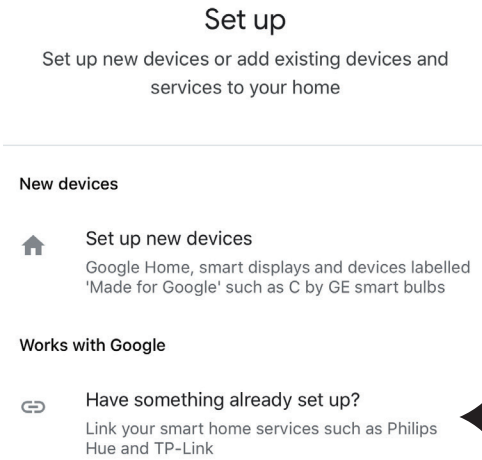 Set up
Set up new devices or add existing devices and
services to your home
New devices
Set up new devices
Google Home, smart displays and devices labelled
'Made for Google' such as C by GE smart bulbs
Works with Google
Have something already set up?
Link your smart home services such as Philips
Hue and TP-Link